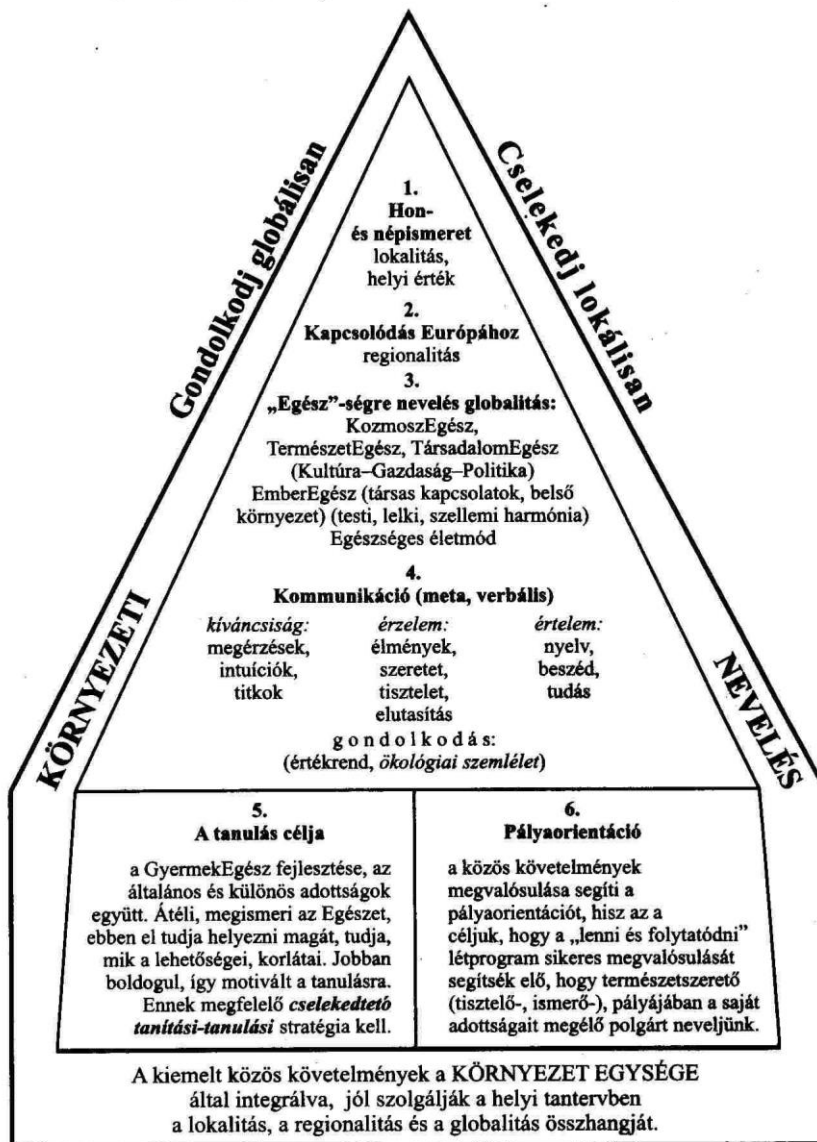 Gondolkodj globálisan
Cselekedj lokálisan
KÖRNYEZETI
NEVELÉS
1.
Hon-
és népismeret
lokalitás,
helyi érték
2.
Kapcsolódás Európához
regionalitás
3.
„Egész”-ségre nevelés globalitás:
KozmoszEgész,
TermészetEgész, TársadalomEgész
(Kultúra–Gazdaság–Politika)
EmberEgész (társas kapcsolatok, belső
környezet) (testi, lelki, szellemi harmónia)
Egészséges életmód
4.
Kommunikáció (meta, verbális)
kíváncsiság:
megérzések,
intuíciók,
titkok
érzelem:
élmények,
szeretet,
tisztelet,
elutasítás
értelem:
nyelv,
beszéd,
tudás
gondolkodás:
(értékrend, ökológiai szemlélet)
5.
A tanulás célja
a GyermekEgész fejlesztése, az
általános és különös adottságok
együtt. Átéli, megismeri az Egészet,
ebben el tudja helyezni magát, tudja,
mik a lehetőségei, korlátai. Jobban
boldogul, így motivált a tanulásra.
Ennek megfelelő cselekedtető
tanítási-tanulási stratégia kell.
6.
Pályaorientáció
a közös követelmények
megvalósulása segíti a
pályaorientációt, hisz az a
céljuk, hogy a „lenni és folytatódni”
létprogram sikeres megvalósulását
segítsék elő, hogy természetszerető
(tisztelő-, ismerő-), pályájában a saját
adottságait megélő polgárt neveljünk.
A kiemelt közös követelmények a KÖRNYEZET EGYSÉGE
által integrálva, jól szolgálják a helyi tantervben
a lokalitás, a regionalitás és a globalitás összhangját.